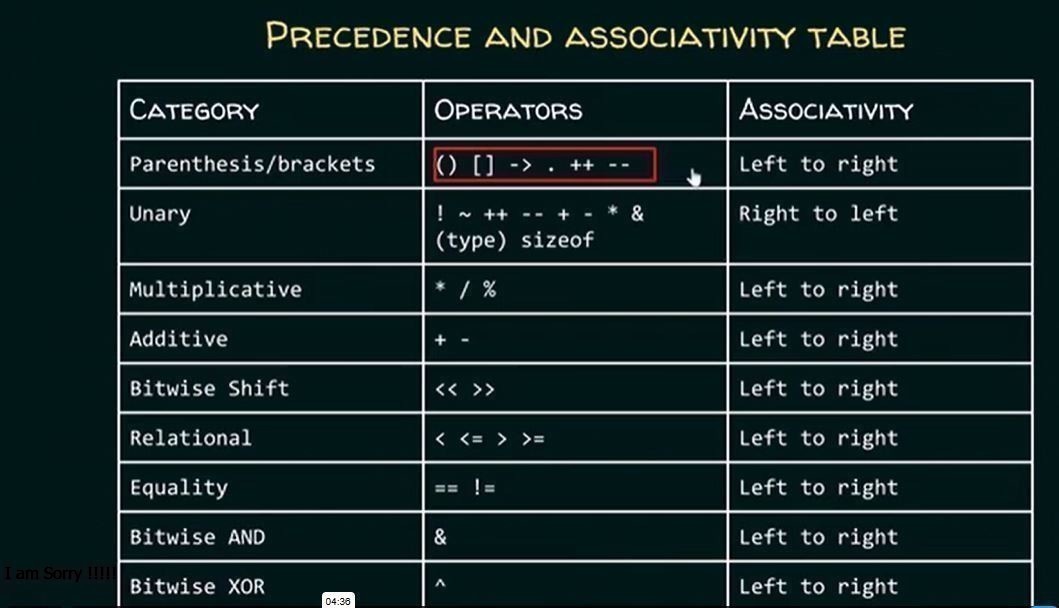 PRECEDENCE AND ASSOCIATIVITY TABLE
CATEGORY OPERATORS ASSOCIATIVITY
Parenthesis/brackets () [] -> . ++ -- Left to right
Unary ! ~ ++ -- + - * & Right to left
(type) sizeof
Multiplicative * / % Left to right
Additive + - Left to right
Bitwise Shift << >> Left to right
Relational < <= > >= Left to right
Equality == != Left to right
Bitwise AND & Left to right
I am Sorry !!!!!
Bitwise XOR ^ Left to right
04:36